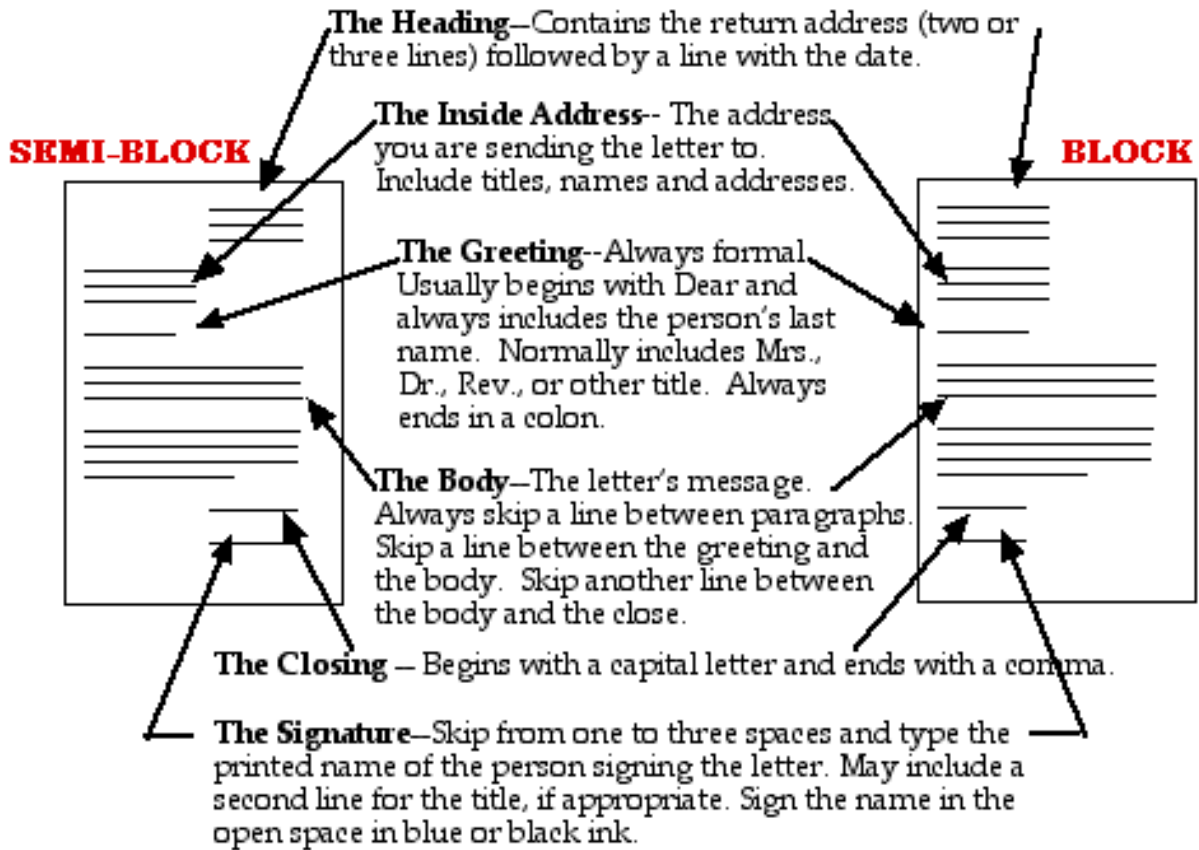 The Heading--Contains the return address (two or
three lines) followed by a line with the date.
The Inside Address-- The address
you are sending the letter to.
Include titles, names and addresses.
SEMI-BLOCK
BLOCK
The Greeting--Always formal
Usually begins with Dear and
always includes the person's last
name. Normally includes Mrs.,
Dr., Rev., or other title. Always
ends in a colon.
The Body--The letter's message.
Always skip a line between paragraphs.
Skip a line between the greeting and
the body. Skip another line between
the body and the close.
The Closing -- Begins with a capital letter and ends with a comma.
The Signature--Skip from one to three spaces and type the
printed name of the person signing the letter. May include a
second line for the title, if appropriate. Sign the name in the
open space in blue or black ink.